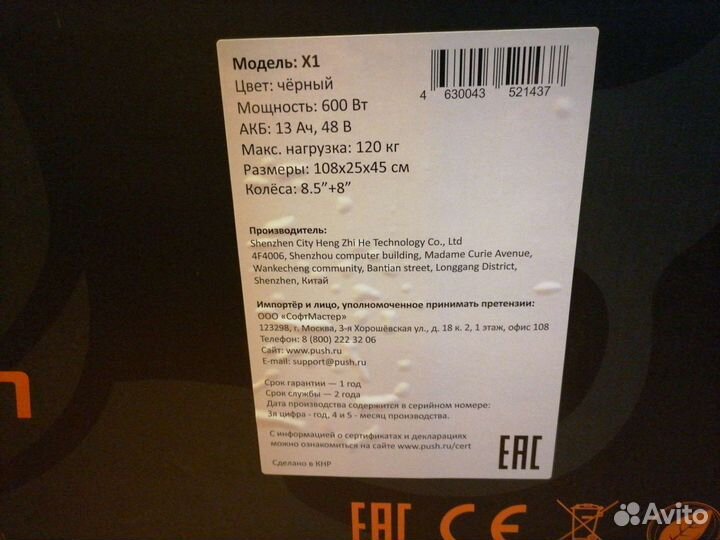 Модель: X1
Цвет: чёрный
Мощность: 600 Вт
АКБ: 13 Ач, 48 В
Макс. нагрузка: 120 кг
Размеры: 108х25х45 см
Колёса: 8.5”+8”
4 630043 521437
Производитель:
Shenzhen City Heng Zhi He Technology Co., Ltd
4F4006, Shenzhou computer building, Madame Curie Avenue,
Wankecheng community, Bantian street, Longgang District,
Shenzhen, Китай
Импортёр и лицо, уполномоченное принимать претензии:
ООО «СофтМастер»
123298, г. Москва, 3-я Хорошёвская ул., д. 18 к. 2, 1 этаж, офис 108
Телефон: 8 (800) 222 32 06
Сайт: www.push.ru
E-mail: support@push.ru
Срок гарантии — 1 год
Срок службы — 2 года
Дата производства содержится в серийном номере:
3я цифра - год, 4 и 5 - месяц производства.
С информацией о сертификатах и декларациях
можно ознакомиться на сайте www.push.ru/cert
Сделано в КНР
EAC
n
EAC CE
Avito